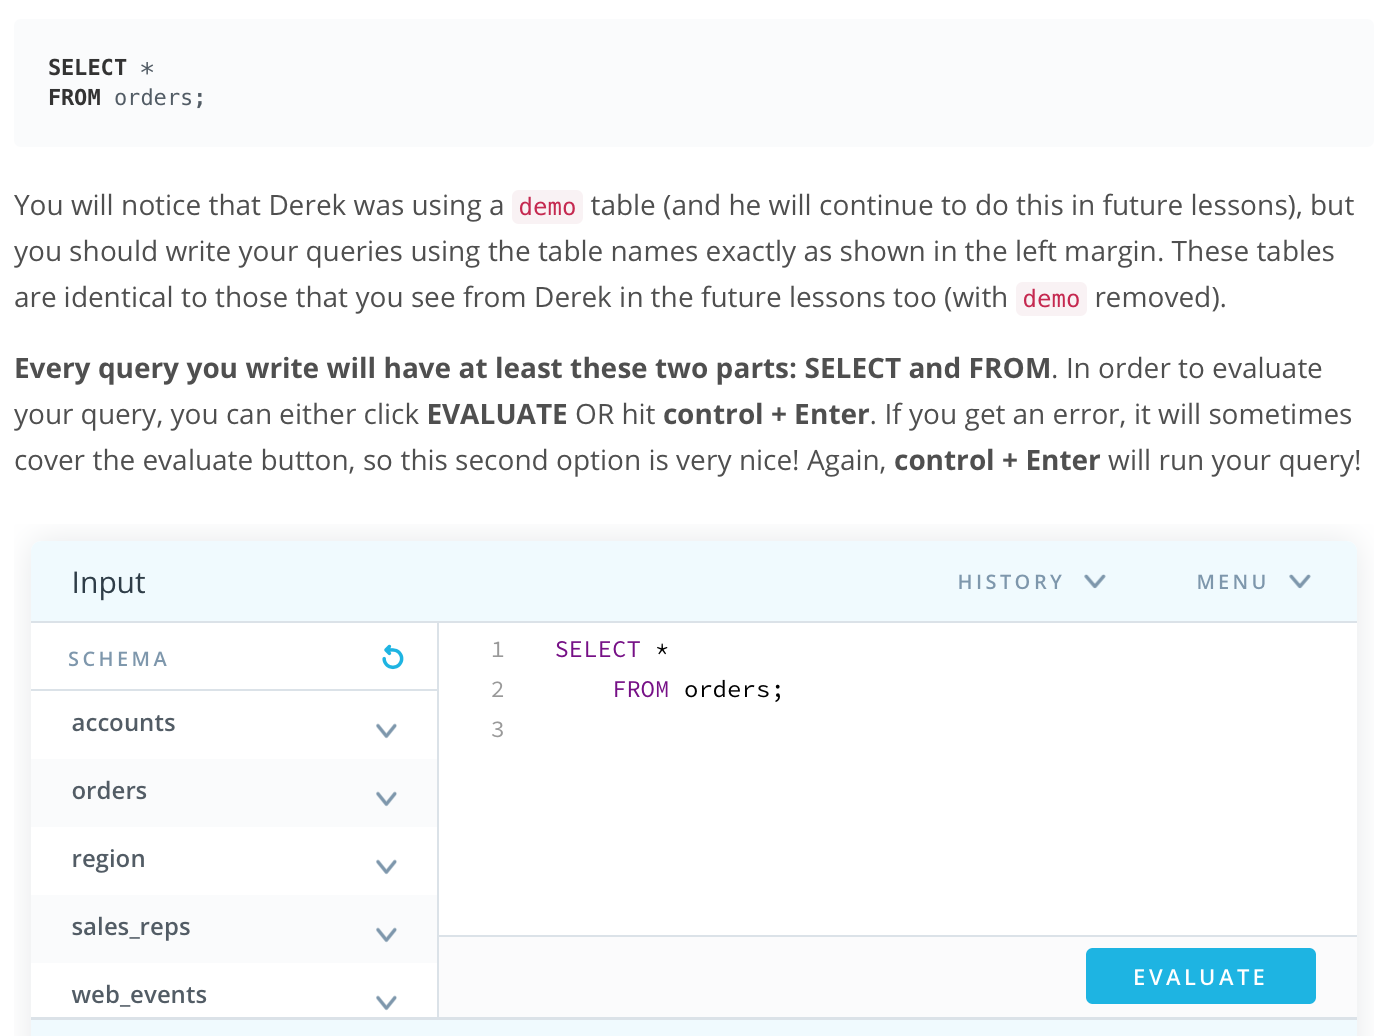 SELECT *
FROM orders;
You will notice that Derek was using a demo table (and he will continue to do this in future lessons), but
you should write your queries using the table names exactly as shown in the left margin. These tables
are identical to those that you see from Derek in the future lessons too (with demo removed).
Every query you write will have at least these two parts: SELECT and FROM. In order to evaluate
your query, you can either click EVALUATE OR hit control + Enter. If you get an error, it will sometimes
cover the evaluate button, so this second option is very nice! Again, control + Enter will run your query!
Input
HISTORY
MENU
SCHEMA
accounts
orders
region
sales_reps
web_events
1 SELECT *
2 FROM orders;
3
EVALUATE